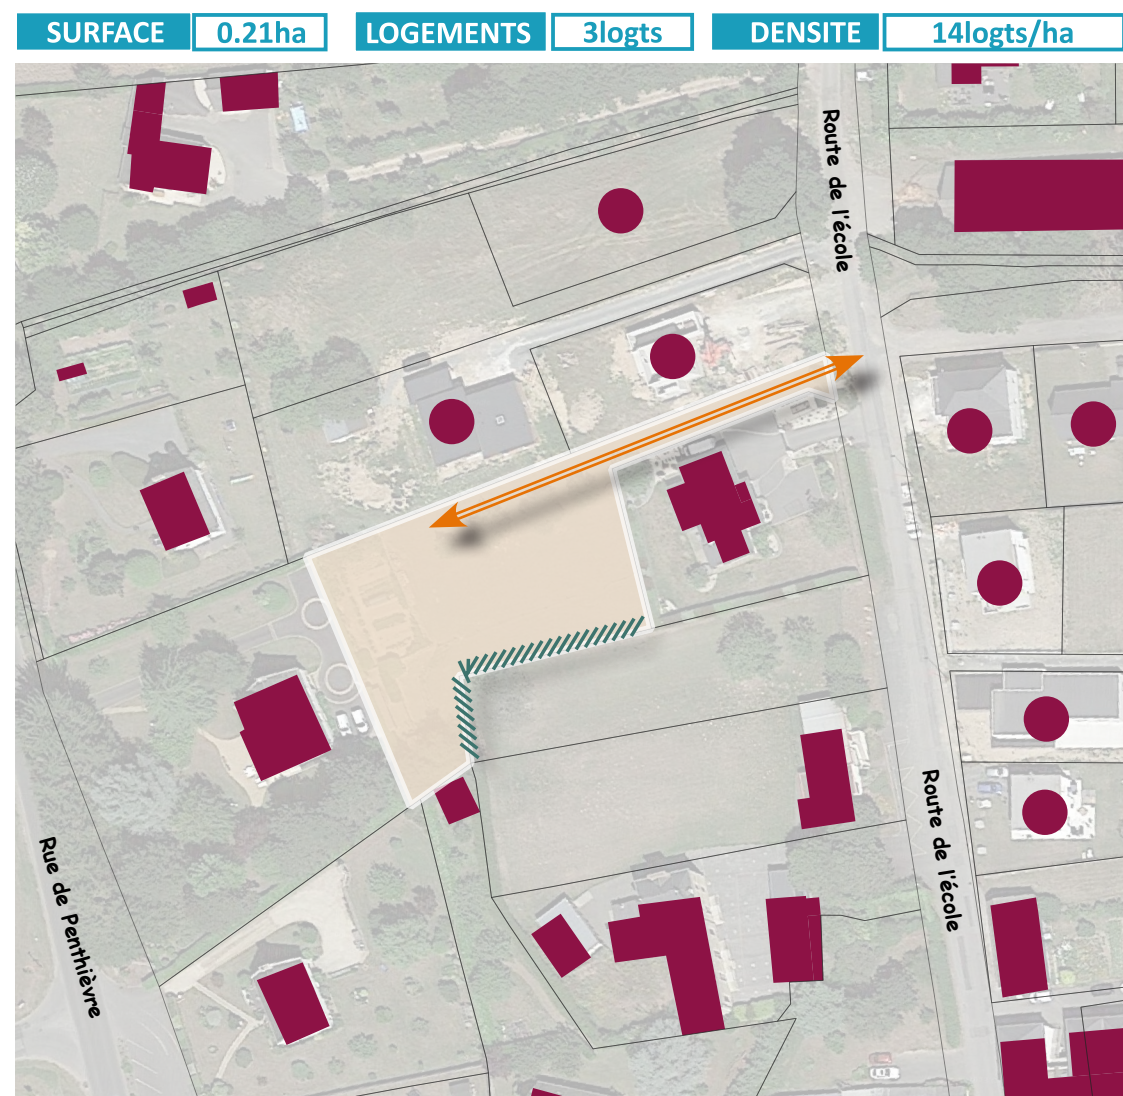 SURFACE 0.21ha LOGEMENTS 3logts DENSITE 14logts/ha
Route de l'école
Route de l'école
Rue de Penthièvre